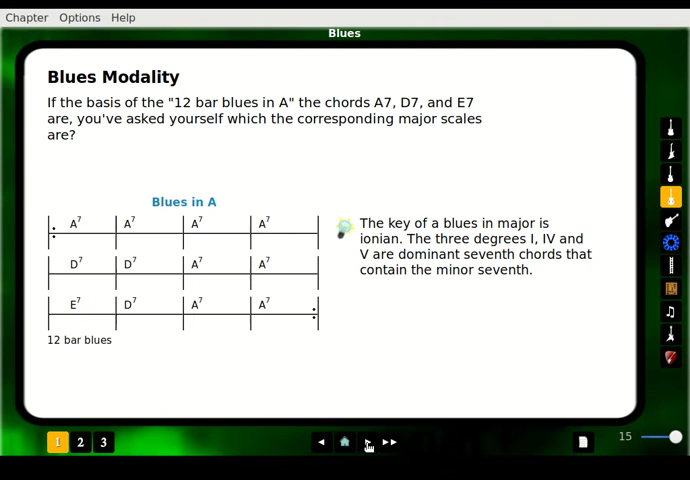 Chapter Options Help
Blues
Blues Modality
If the basis of the "12 bar blues in A" the chords A7, D7, and E7
are, you've asked yourself which the corresponding major scales
are?
Blues in A
A7 A7 A7 A7
D7 D7 A7 A7
E7 D7 A7 A7
12 bar blues
The key of a blues in major is
ionian. The three degrees I, IV and
V are dominant seventh chords that
contain the minor seventh.
1 2 3
15